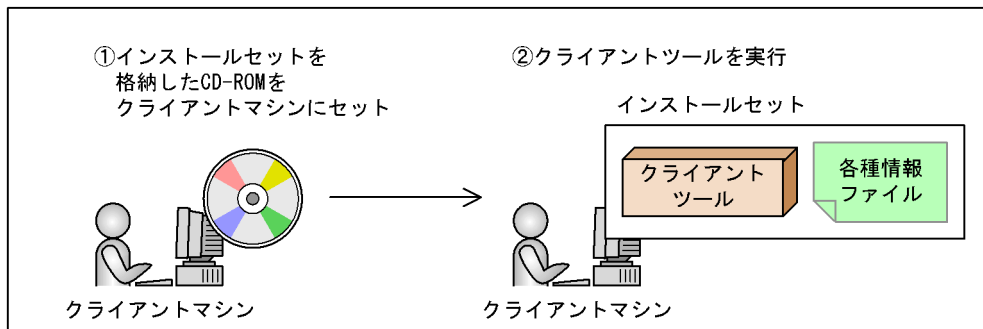 ①インストールセットを
格納したCD-ROMを
クライアントマシンにセット
クライアントマシン
②クライアントツールを実行
インストールセット
クライアント
ツール
各種情報
ファイル
クライアントマシン